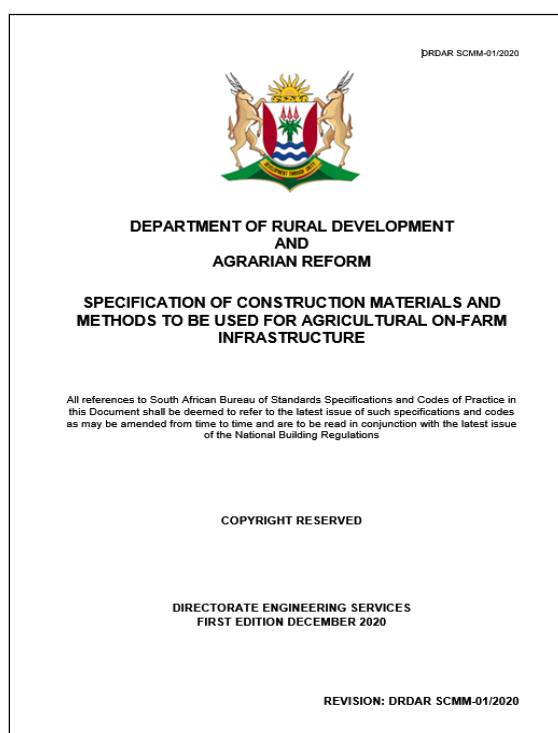 DRDAR SCMM-01/2020
DEVELOPMENT THROUGH UNITY
DEPARTMENT OF RURAL DEVELOPMENT
AND
AGRARIAN REFORM
SPECIFICATION OF CONSTRUCTION MATERIALS AND
METHODS TO BE USED FOR AGRICULTURAL ON-FARM
INFRASTRUCTURE
All references to South African Bureau of Standards Specifications and Codes of Practice in
this Document shall be deemed to refer to the latest issue of such specifications and codes
as may be amended from time to time and are to be read in conjunction with the latest issue
of the National Building Regulations
COPYRIGHT RESERVED
DIRECTORATE ENGINEERING SERVICES
FIRST EDITION DECEMBER 2020
REVISION: DRDAR SCMM-01/2020